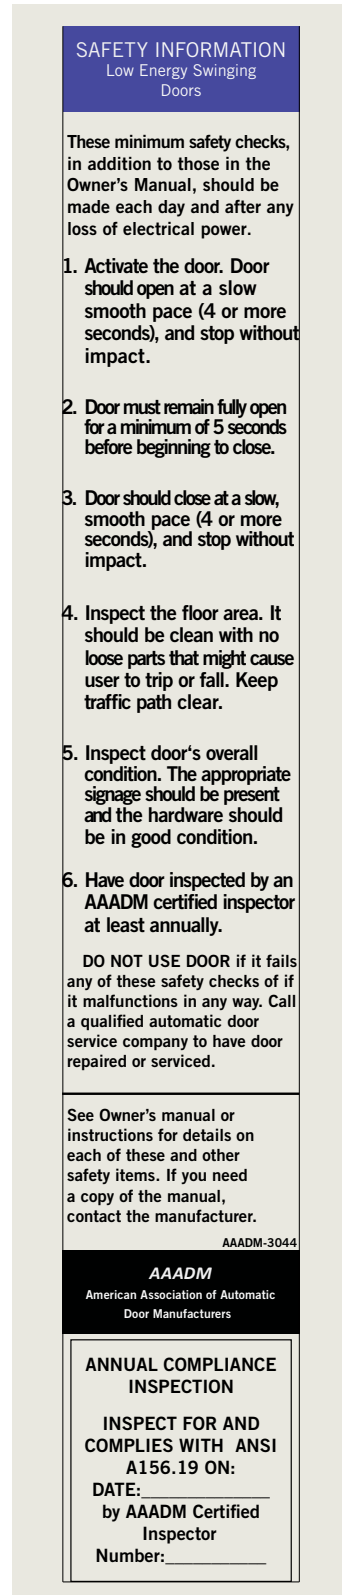 SAFETY INFORMATION
Low Energy Swinging
Doors
These minimum safety checks,
in addition to those in the
Owner's Manual, should be
made each day and after any
loss of electrical power.
1. Activate the door. Door
should open at a slow
smooth pace (4 or more
seconds), and stop without
impact.
2. Door must remain fully open
for a minimum of 5 seconds
before beginning to close.
3. Door should close at a slow,
smooth pace (4 or more
seconds), and stop without
impact.
4. Inspect the floor area. It
should be clean with no
loose parts that might cause
user to trip or fall. Keep
traffic path clear.
5. Inspect door‘s overall
condition. The appropriate
signage should be present
and the hardware should
be in good condition.
6. Have door inspected by an
AAADM certified inspector
at least annually.
DO NOT USE DOOR if it fails
any of these safety checks of if
it malfunctions in any way. Call
a qualified automatic door
service company to have door
repaired or serviced.
See Owner's manual or
instructions for details on
each of these and other
safety items. If you need
a copy of the manual,
contact the manufacturer.
AAADM-3044
AAADM
American Association of Automatic
Door Manufacturers
ANNUAL COMPLIANCE
INSPECTION
INSPECT FOR AND
COMPLIES WITH ANSI
A156.19 ON:
DATE:______________
by AAADM Certified
Inspector
Number:___________